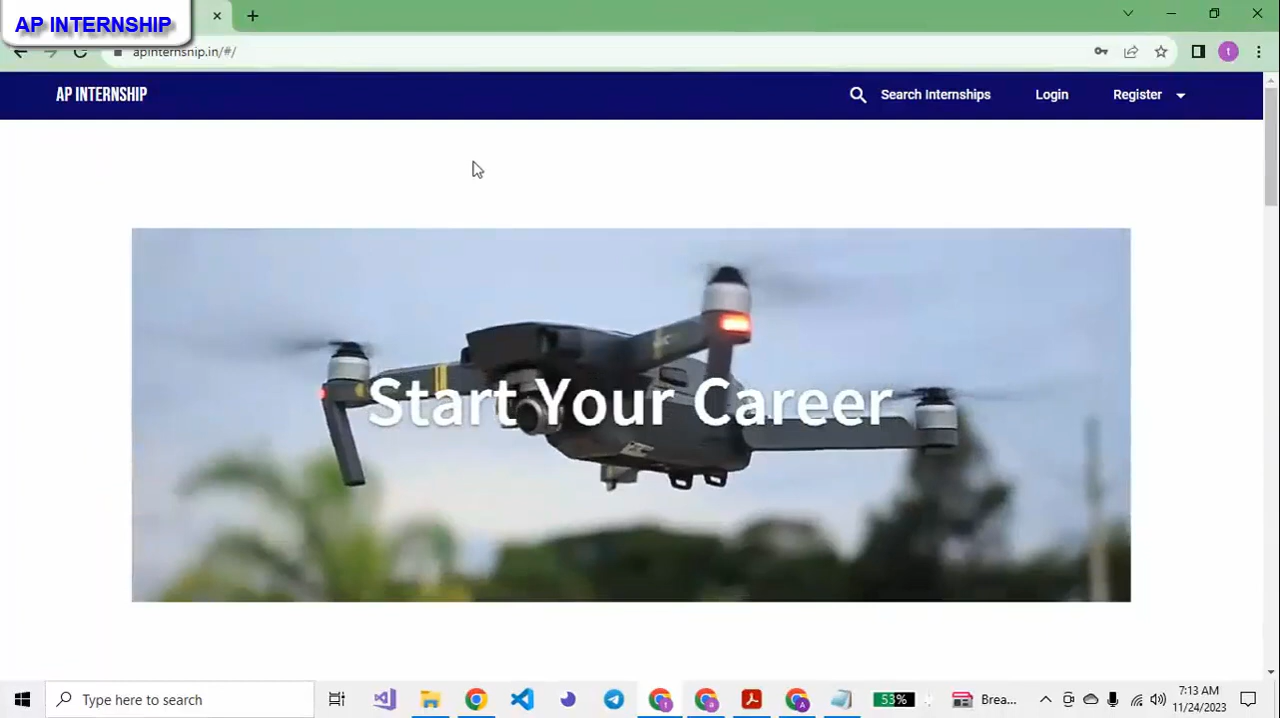 AP INTERNSHIP
apinternship.in/#/
t
AP INTERNSHIP
Search Internships
Login
Register
Start Your Career
Type here to search
53%
Brea...
7:13 AM
11/24/2023